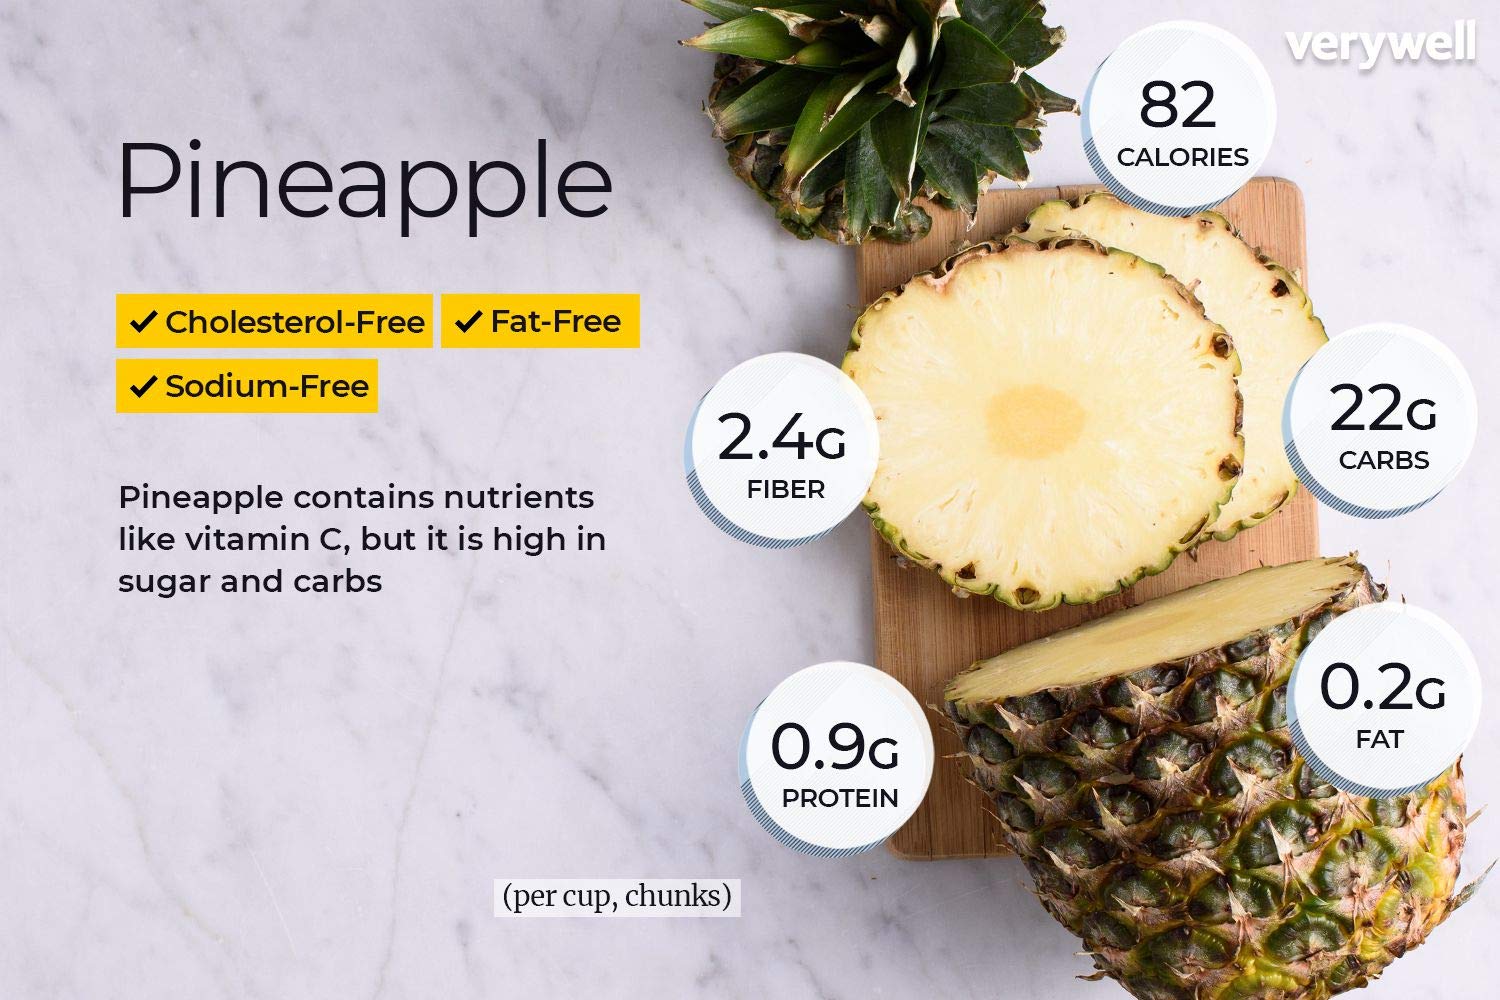 verywell
Pineapple
Cholesterol-Free
Fat-Free
Sodium-Free
Pineapple contains nutrients
like vitamin C, but it is high in
sugar and carbs
82
CALORIES
22G
CARBS
2.4G
FIBER
0.2G
FAT
0.9G
PROTEIN
(per cup, chunks)